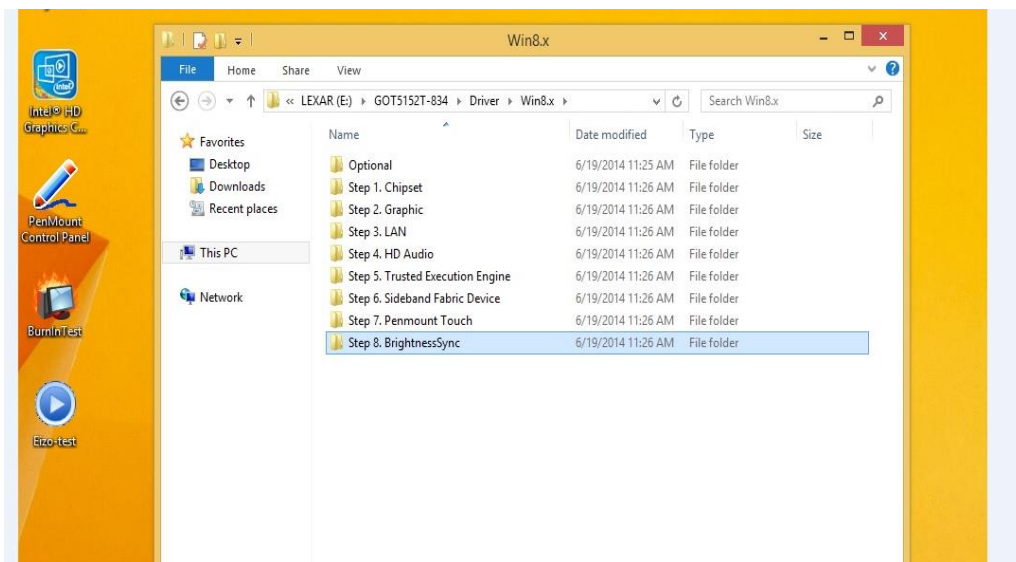 Win8.x
File Home Share View
« LEXAR (E:) GOT5152T-834 Driver Win8.x Search Win8.x
Name Date modified Type Size
Favorites
Desktop
Downloads
Recent places
This PC
Network
Optional 6/19/2014 11:25 AM File folder
Step 1. Chipset 6/19/2014 11:26 AM File folder
Step 2. Graphic 6/19/2014 11:26 AM File folder
Step 3. LAN 6/19/2014 11:26 AM File folder
Step 4. HD Audio 6/19/2014 11:26 AM File folder
Step 5. Trusted Execution Engine 6/19/2014 11:26 AM File folder
Step 6. Sideband Fabric Device 6/19/2014 11:26 AM File folder
Step 7. Penmount Touch 6/19/2014 11:26 AM File folder
Step 8. BrightnessSync 6/19/2014 11:26 AM File folder
intel
Intel® HD
Graphics C...
PenMount
Control Panel
BurnInTest
Eizo-test